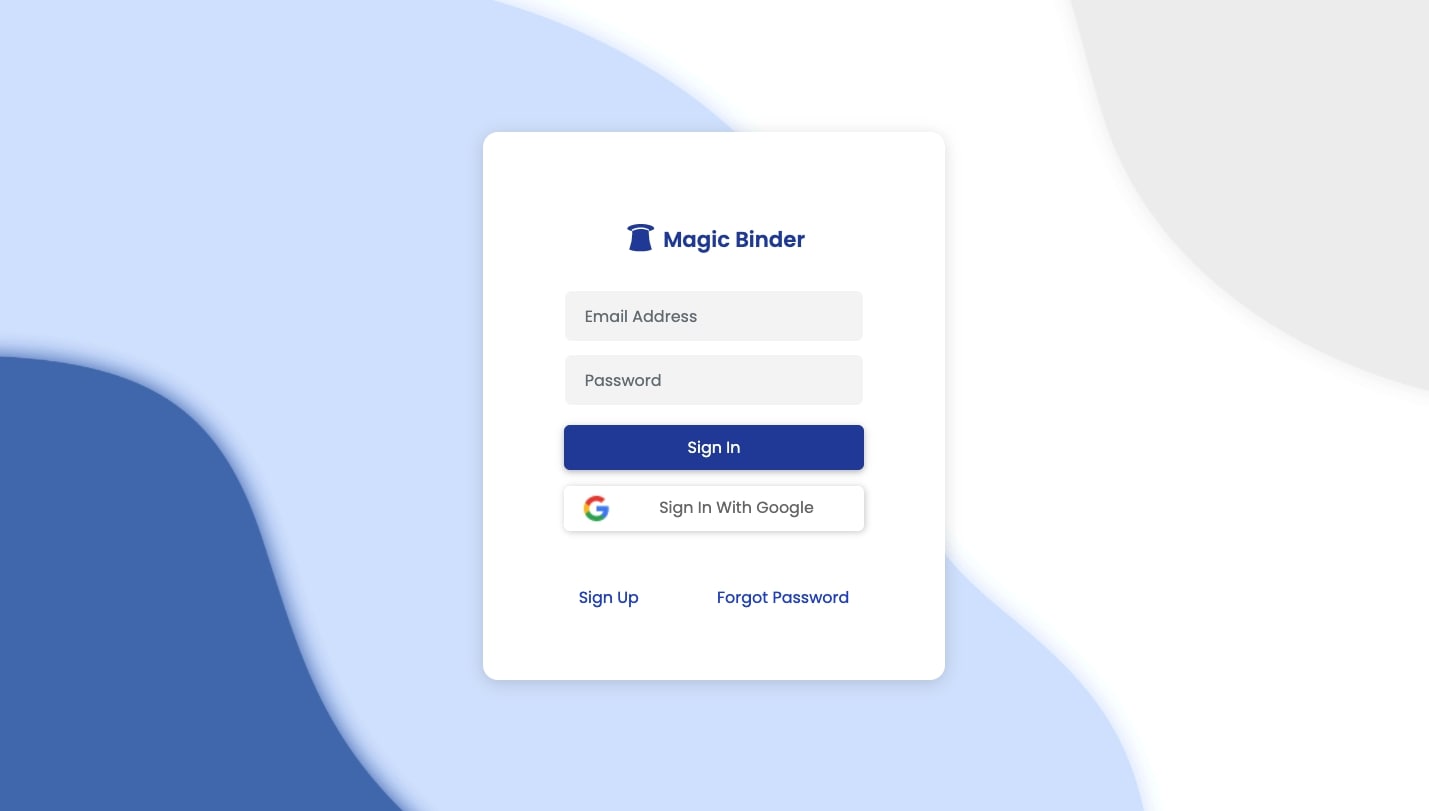 Magic Binder
Email Address
Password
Sign In
Sign In With Google
Sign Up
Forgot Password